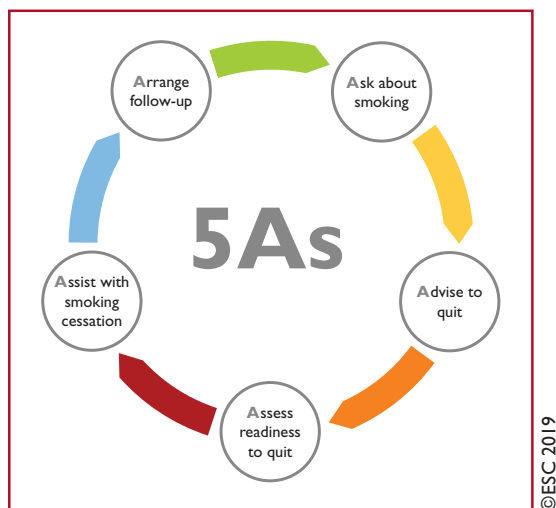 Arrange
follow-up
Ask about
smoking
5As
Assist with
smoking
cessation
Advise to
quit
Assess
readiness
to quit
©ESC 2019